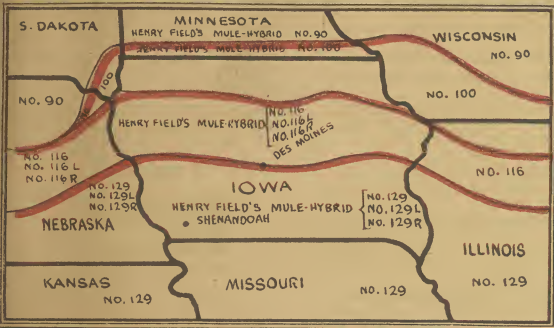 S. DAKOTA
MINNESOTA
HENRY FIELD'S MULE-HYBRID NO.90
HENRY FIELD'S MULE-HYBRID NO.100
WISCONSIN
NO.90
100
NO.90
NO.100
HENRY FIELD'S MULE-HYBRID
NO.116
NO.116L
NO.116R
DES MOINES
NO.116
NO.116L
NO.116R
NO.116
NO.129
NO.129L
NO.129R
IOWA
HENRY FIELD'S MULE-HYBRID
NO.129
NO.129L
NO.129R
SHENANDOAH
NEBRASKA
ILLINOIS
KANSAS
NO.129
MISSOURI
NO.129
NO.129